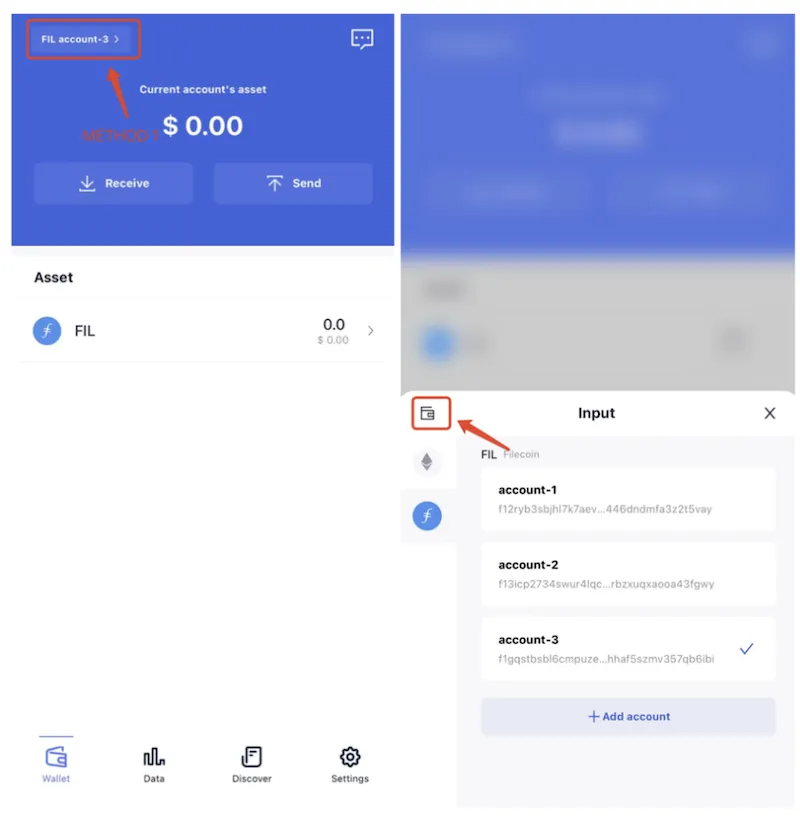 FIL account-3 >
Current account's asset
METHOD 1
$ 0.00
Receive
Send
Asset
FIL
0.0
$ 0.00
Wallet
Data
Discover
Settings
Input
FIL Filecoin
account-1
f12ryb3sbjhl7k7aev...446dndmfa3z2t5vay
account-2
f13icp2734swur4lqc...rbzxuqxaooa43fgwy
account-3
f1gqstbsbl6cmpuze...hhaf5szmv357qb6ibi
+ Add account